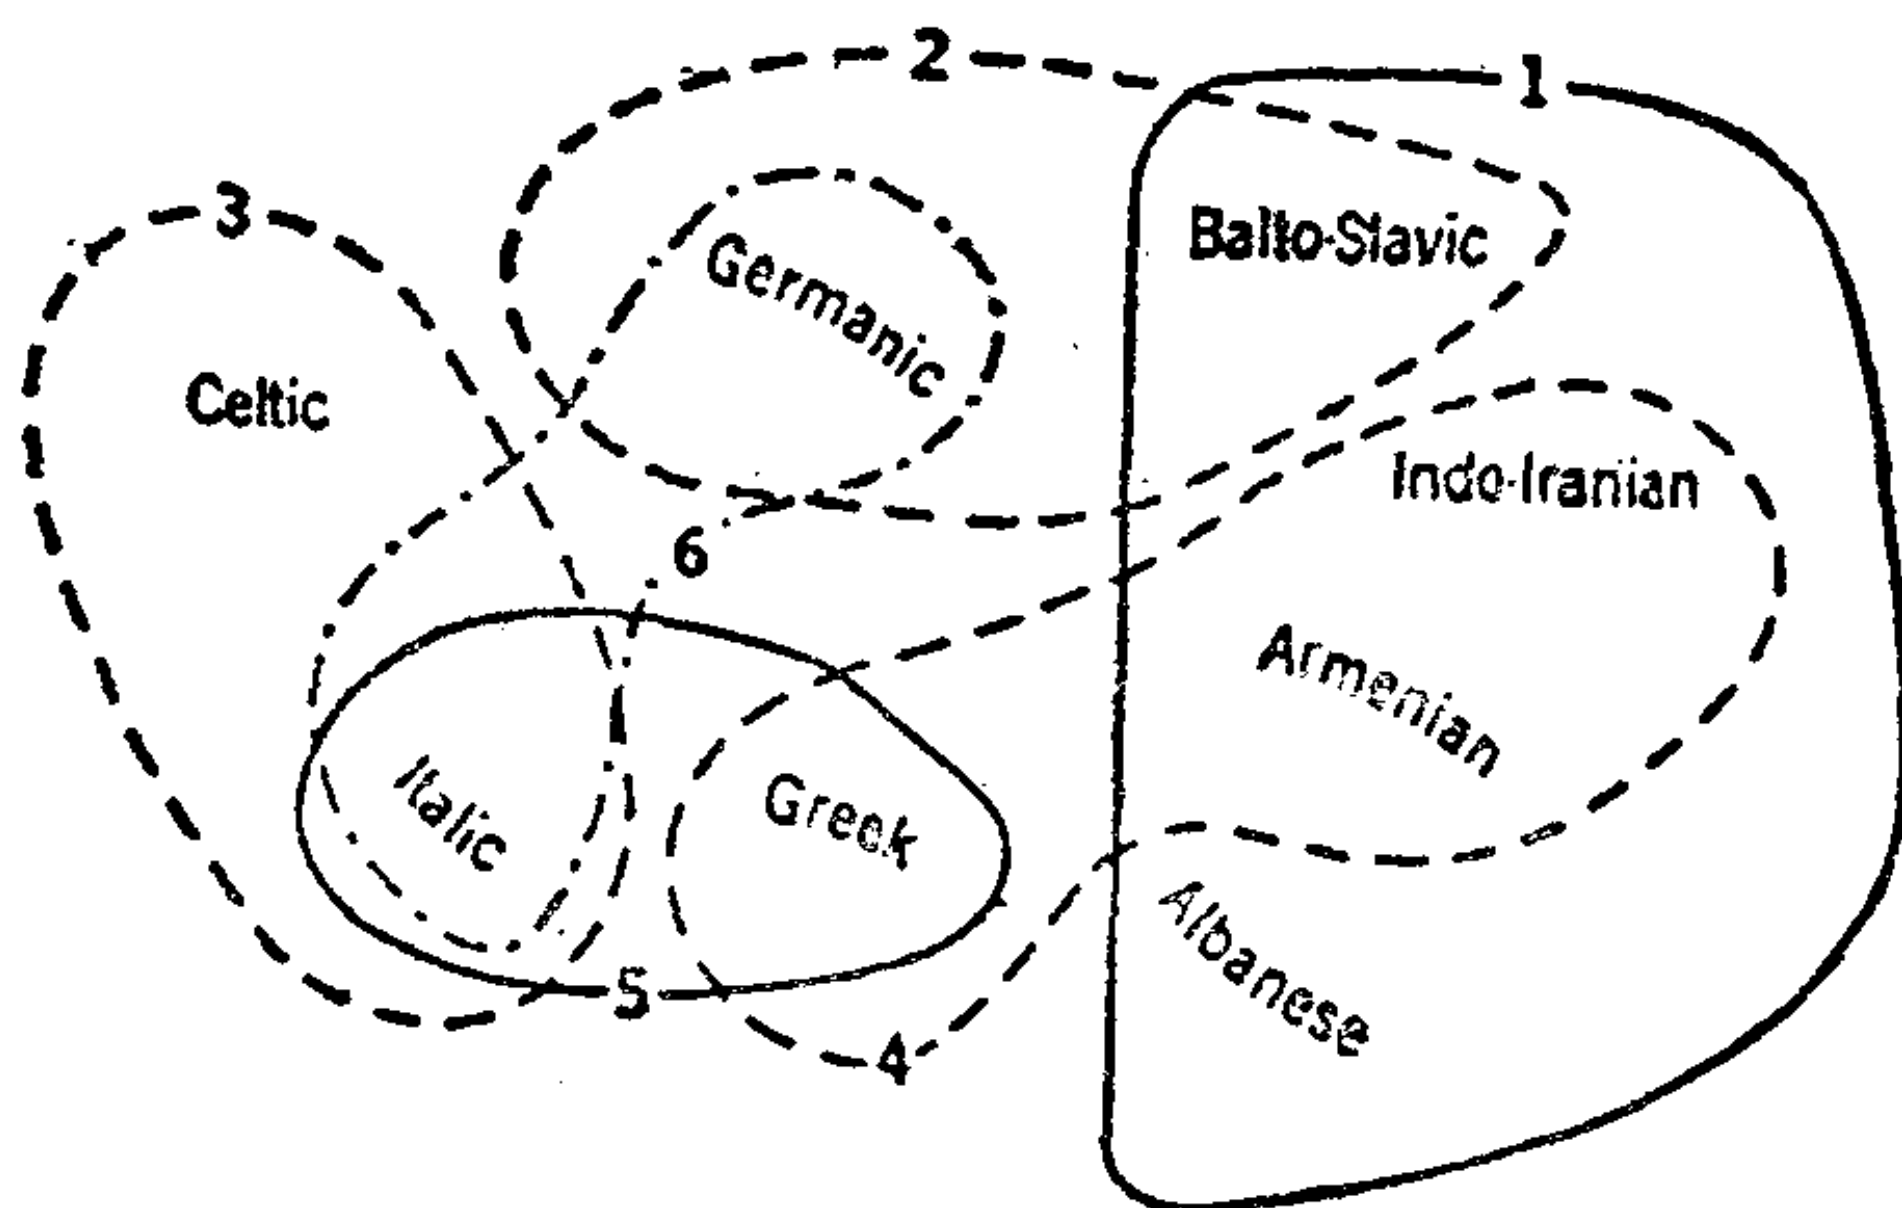 2
1
3
Balto-Slavic
Germanic
Celtic
Indo-Iranian
6
Armenian
Italic
Greek
Albanese
5
4